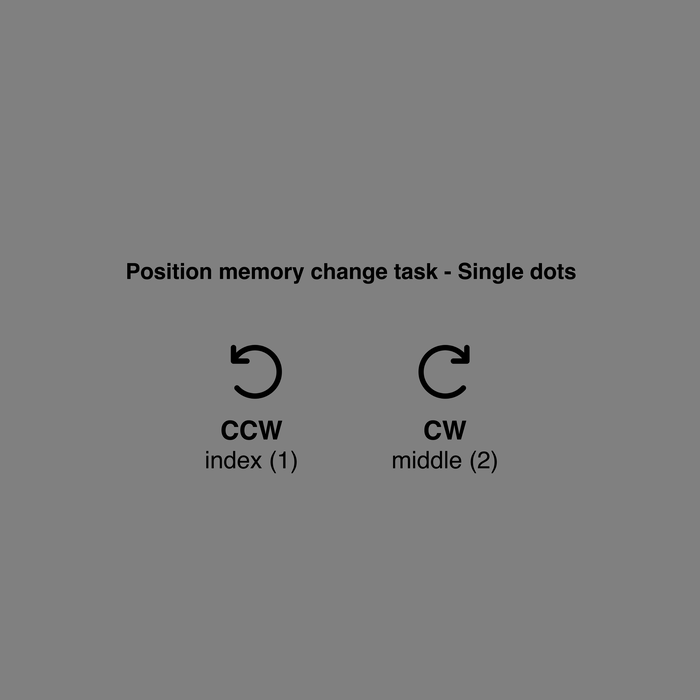 Position memory change task - Single dots
CCW
index (1)
CW
middle (2)